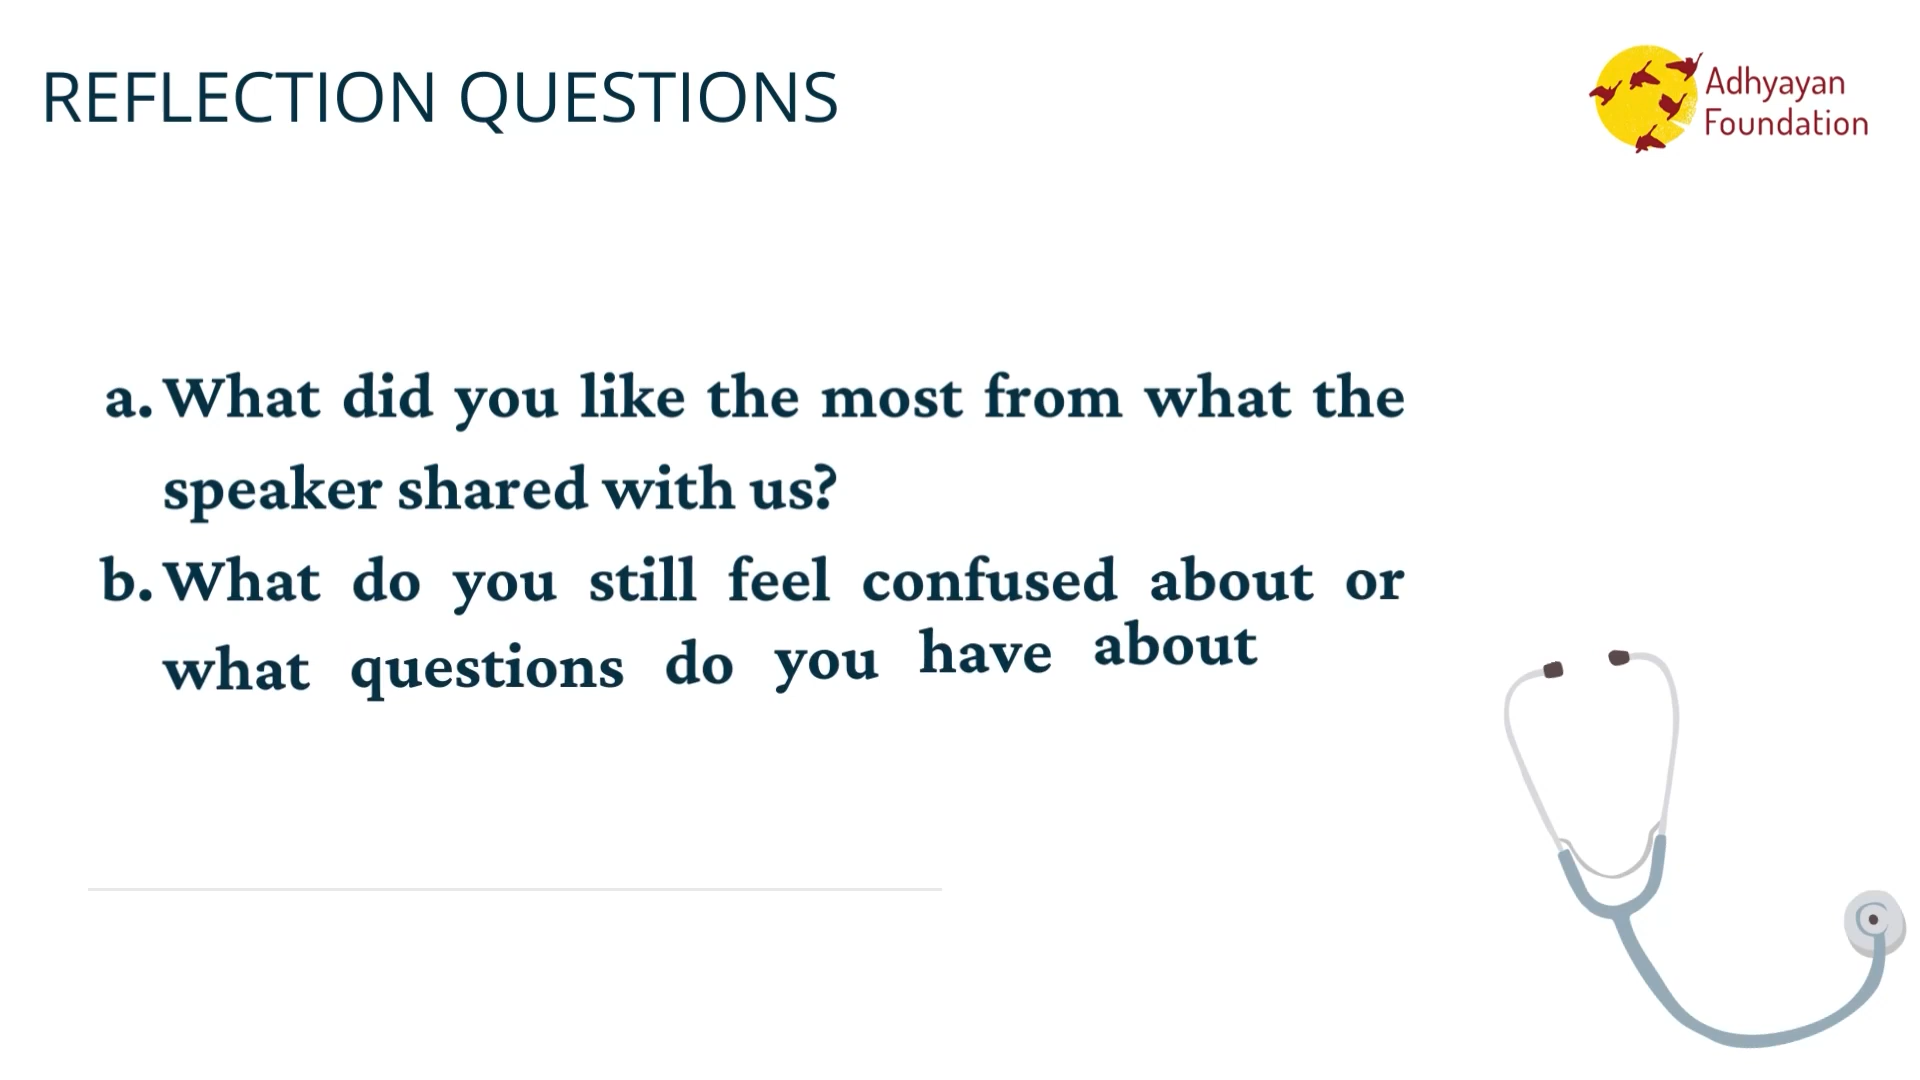 REFLECTION QUESTIONS
Adhyayan
Foundation
a. What did you like the most from what the
speaker shared with us?
b. What do you still feel confused about or
what questions do you have about